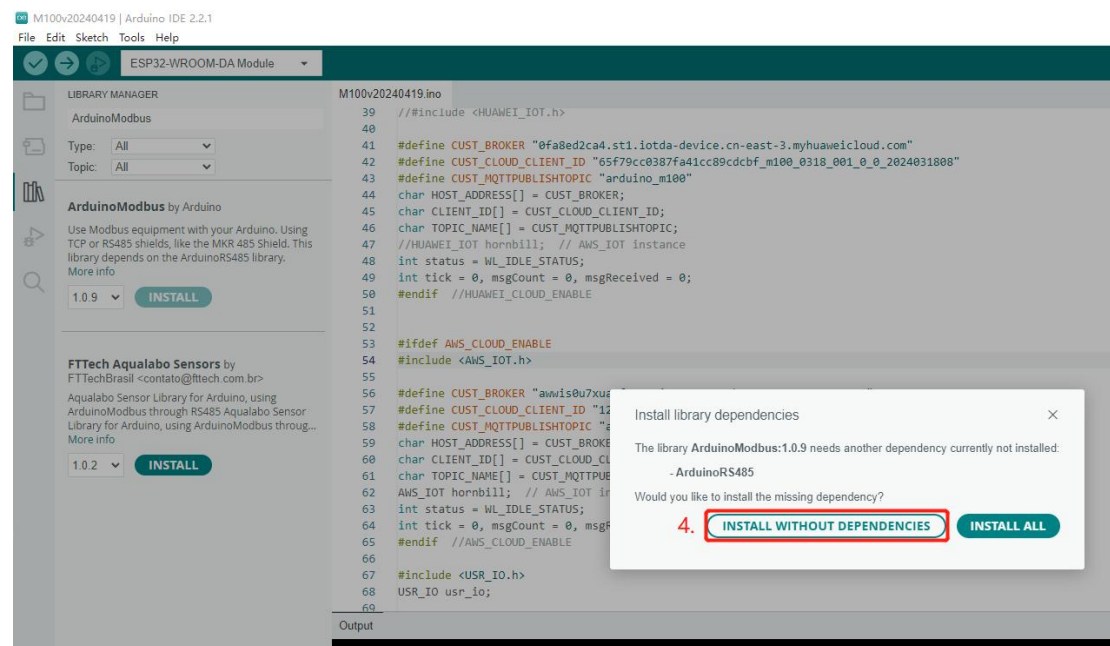 M100v20240419 | Arduino IDE 2.2.1
File Edit Sketch Tools Help
ESP32-WROOM-DA Module
LIBRARY MANAGER
ArduinoModbus
Type: All
Topic: All
ArduinoModbus by Arduino
Use Modbus equipment with your Arduino. Using
TCP or RS485 shields, like the MKR 485 Shield. This
library depends on the ArduinoRS485 library.
More info
1.0.9 INSTALL
FTTech Aqualabo Sensors by
FTTechBrasil <contato@fttech.com.br>
Aqualabo Sensor Library for Arduino, using
ArduinoModbus through RS485 Aqualabo Sensor
Library for Arduino, using ArduinoModbus throug...
More info
1.0.2 INSTALL
M100v20240419.ino
39 //#include <HUAWEI_IOT.h>
40
41 #define CUST_BROKER "0fa8ed2ca4.st1.iotda-device.cn-east-3.myhuaweicloud.com"
42 #define CUST_CLOUD_CLIENT_ID "65f79cc0387fa41cc89cdcbf_m100_0318_001_0_0_2024031808"
43 #define CUST_MQTTPUBLISHTOPIC "arduino_m100"
44 char HOST_ADDRESS[] = CUST_BROKER;
45 char CLIENT_ID[] = CUST_CLOUD_CLIENT_ID;
46 char TOPIC_NAME[] = CUST_MQTTPUBLISHTOPIC;
47 //HUAWEI_IOT hornbill; // AWS_IOT instance
48 int status = WL_IDLE_STATUS;
49 int tick = 0, msgCount = 0, msgReceived = 0;
50 #endif //HUAWEI_CLOUD_ENABLE
51
52
53 #ifdef AWS_CLOUD_ENABLE
54 #include <AWS_IOT.h>
55
56 #define CUST_BROKER "awwis0u7xua
57 #define CUST_CLOUD_CLIENT_ID "12
58 #define CUST_MQTTPUBLISHTOPIC "a
59 char HOST_ADDRESS[] = CUST_BROKE
60 char CLIENT_ID[] = CUST_CLOUD_CL
61 char TOPIC_NAME[] = CUST_MQTTPUE
62 AWS_IOT hornbill; // AWS_IOT in
63 int status = WL_IDLE_STATUS;
64 int tick = 0, msgCount = 0, msgR
65 #endif //AWS_CLOUD_ENABLE
66
67 #include <USR_IO.h>
68 USR_IO usr_io;
69
Output
Install library dependencies
The library ArduinoModbus:1.0.9 needs another dependency currently not installed:
- ArduinoRS485
Would you like to install the missing dependency?
4. INSTALL WITHOUT DEPENDENCIES INSTALL ALL